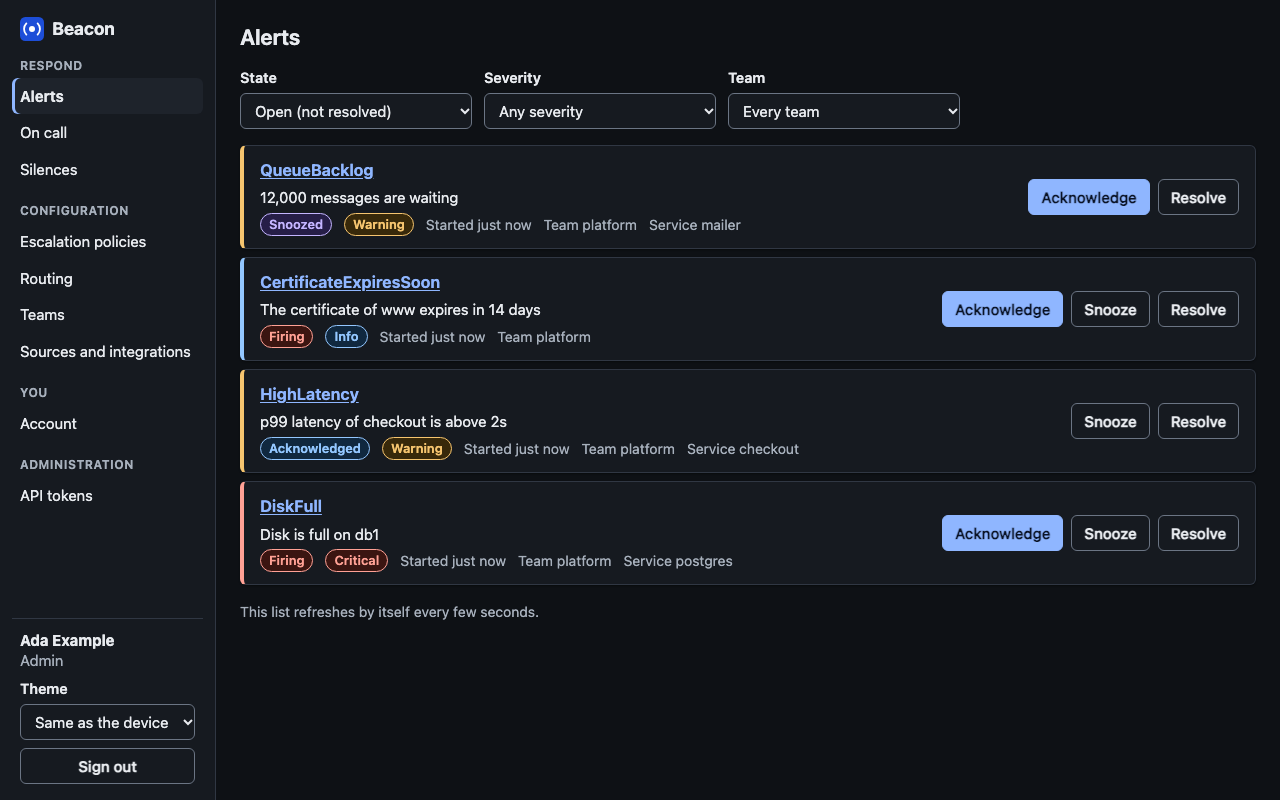 Beacon
RESPOND
Alerts
On call
Silences
CONFIGURATION
Escalation policies
Routing
Teams
Sources and integrations
YOU
Account
ADMINISTRATION
API tokens
Ada Example
Admin
Theme
Same as the device
Sign out
Alerts
State Severity Team
Open (not resolved) Any severity Every team
QueueBacklog
12,000 messages are waiting
Snoozed Warning Started just now Team platform Service mailer
Acknowledge Resolve
CertificateExpiresSoon
The certificate of www expires in 14 days
Firing Info Started just now Team platform
Acknowledge Snooze Resolve
HighLatency
p99 latency of checkout is above 2s
Acknowledged Warning Started just now Team platform Service checkout
Snooze Resolve
DiskFull
Disk is full on db1
Firing Critical Started just now Team platform Service postgres
Acknowledge Snooze Resolve
This list refreshes by itself every few seconds.